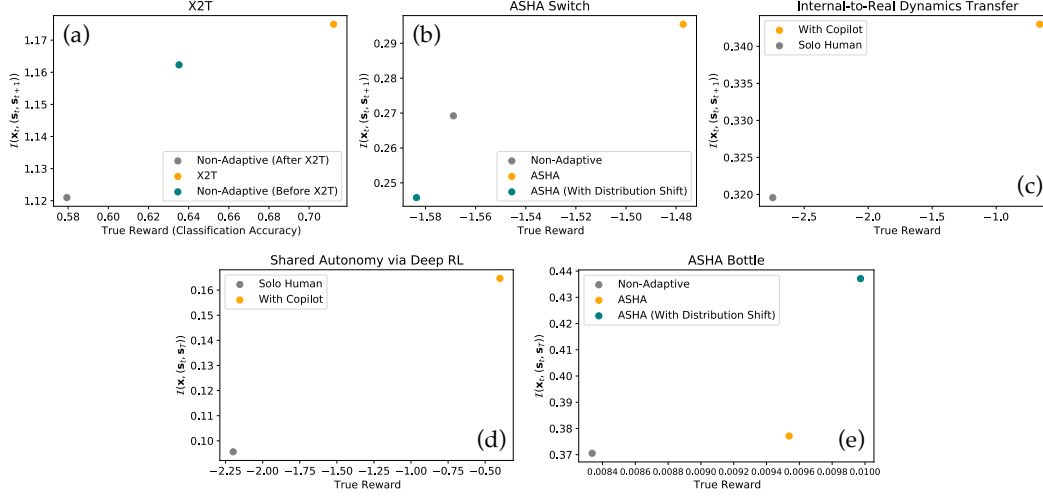 X2T
(a)
1.17
1.16
1.15
1.14
1.13
1.12
I(x_t, (s_t, s_{t+1}))
Non-Adaptive (After X2T)
X2T
Non-Adaptive (Before X2T)
0.58 0.60 0.62 0.64 0.66 0.68 0.70
True Reward (Classification Accuracy)
ASHA Switch
(b)
0.29
0.28
0.27
0.26
0.25
I(x_t, (s_t, s_{t+1}))
Non-Adaptive
ASHA
ASHA (With Distribution Shift)
−1.58 −1.56 −1.54 −1.52 −1.50 −1.48
True Reward
Internal-to-Real Dynamics Transfer
With Copilot
Solo Human
0.340
0.335
0.330
0.325
0.320
I(x_t, (s_t, s_{t+1}))
(c)
−2.5 −2.0 −1.5 −1.0
True Reward
Shared Autonomy via Deep RL
Solo Human
With Copilot
0.16
0.15
0.14
0.13
0.12
0.11
0.10
I(x_t, (s_t, s_T))
(d)
−2.25 −2.00 −1.75 −1.50 −1.25 −1.00 −0.75 −0.50
True Reward
ASHA Bottle
Non-Adaptive
ASHA
ASHA (With Distribution Shift)
0.44
0.43
0.42
0.41
0.40
0.39
0.38
0.37
I(x_t, (s_t, s_T))
(e)
0.0084 0.0086 0.0088 0.0090 0.0092 0.0094 0.0096 0.0098 0.0100
True Reward